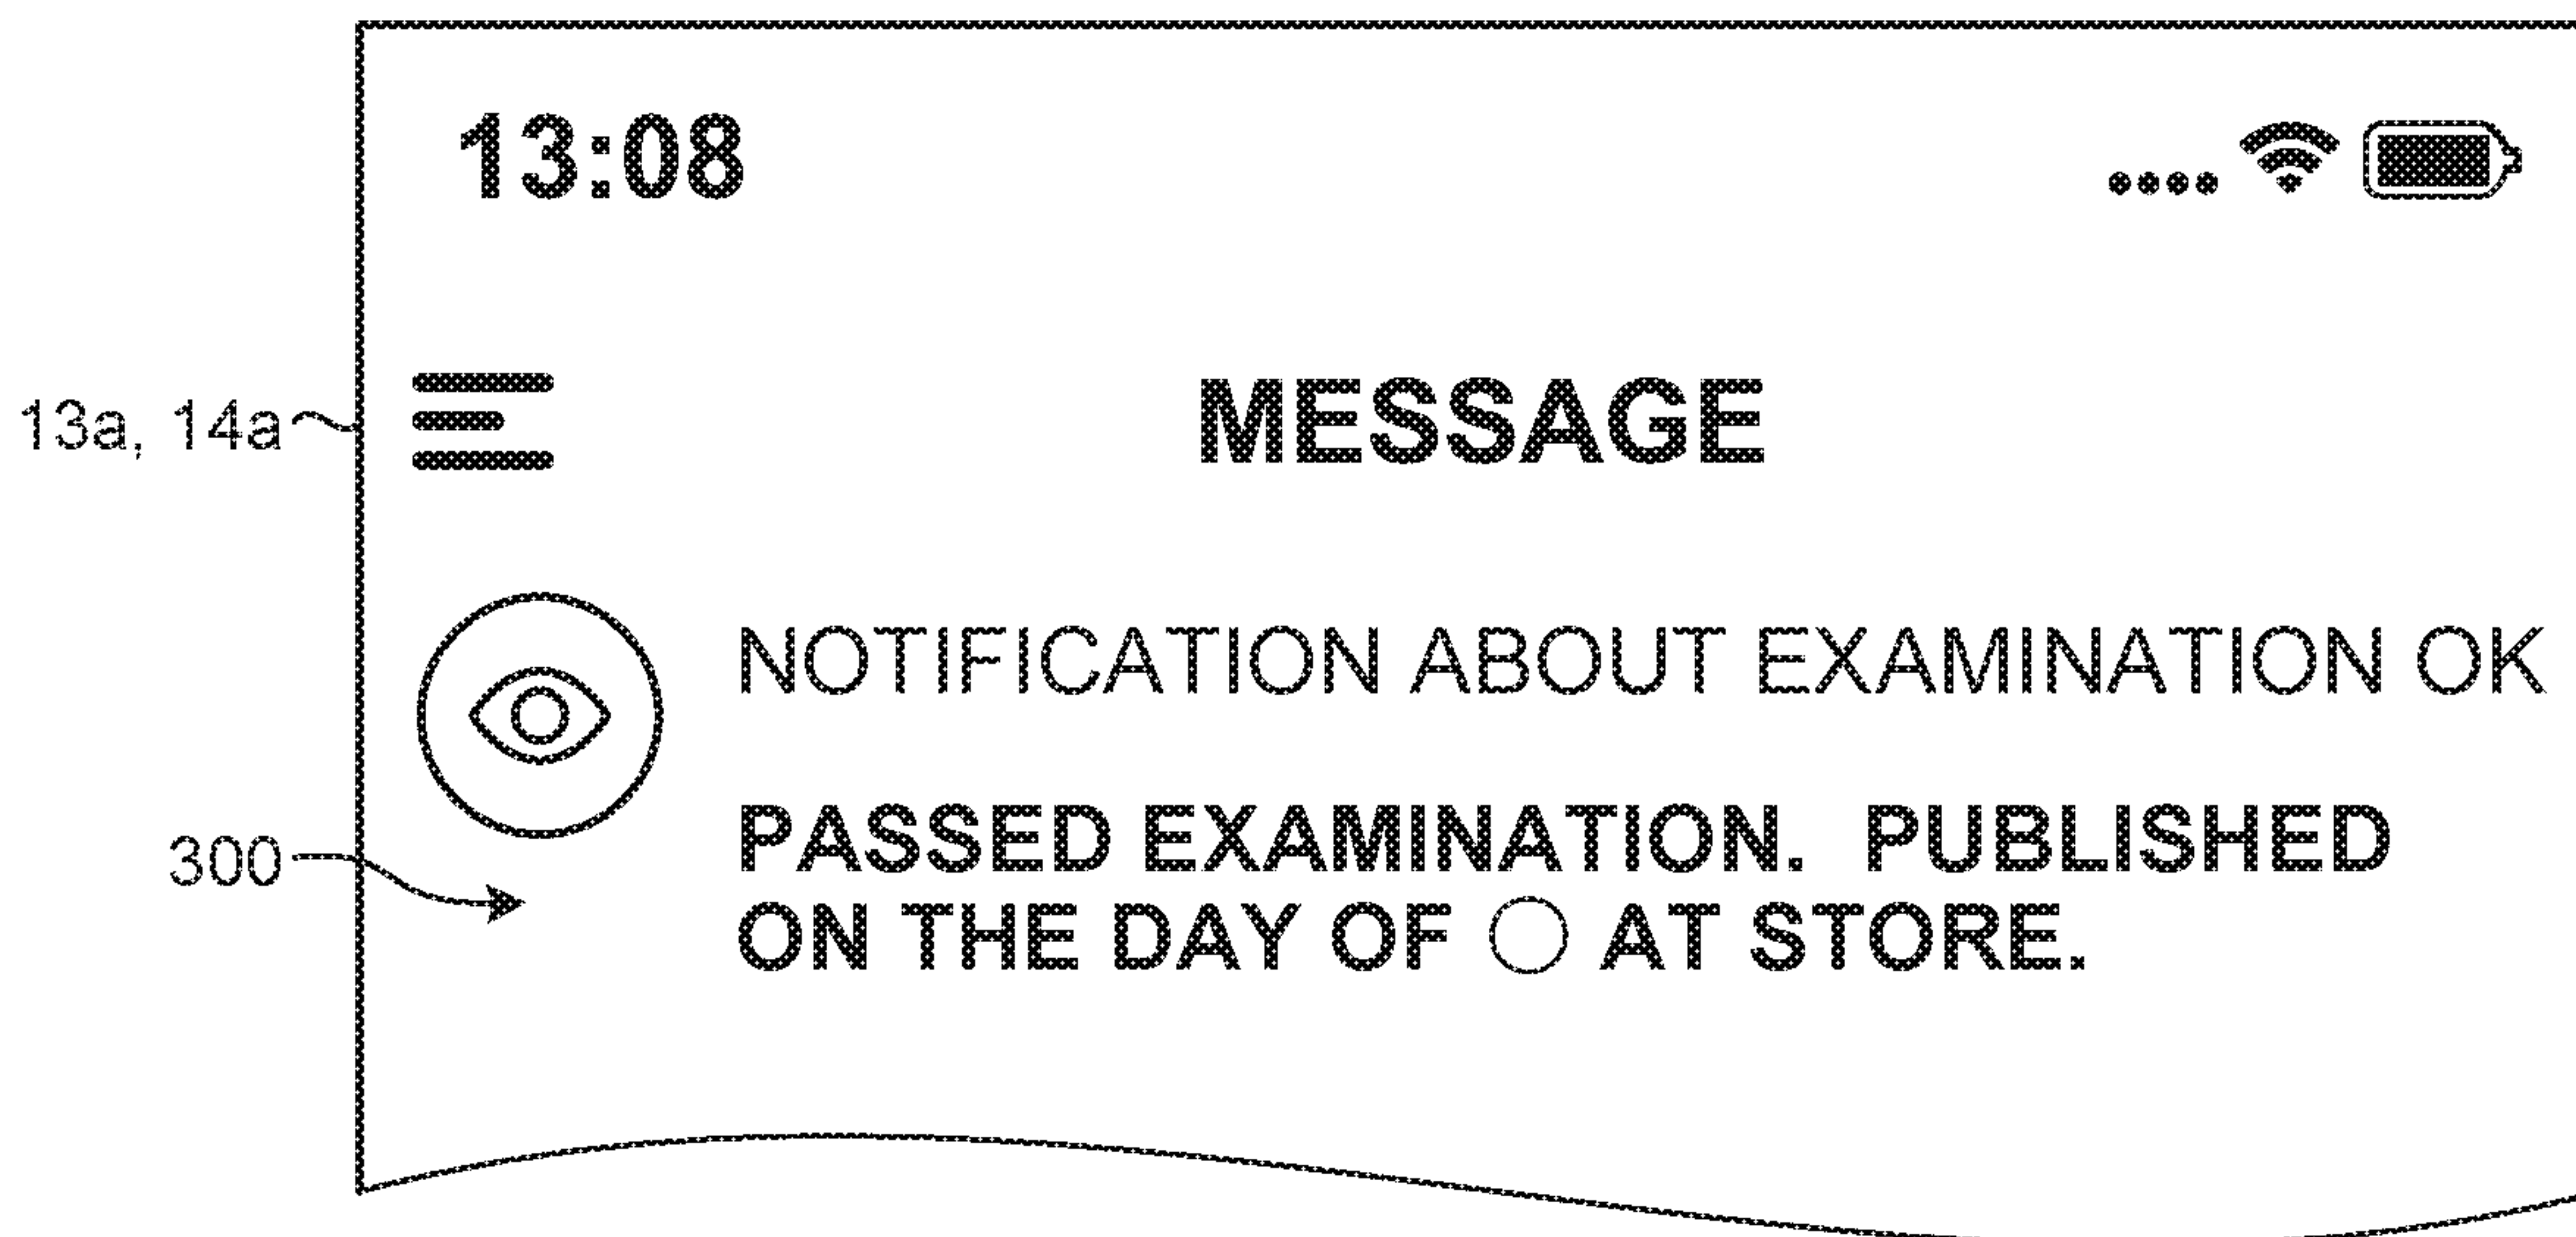 13:08
13a, 14a
MESSAGE
NOTIFICATION ABOUT EXAMINATION OK
300
PASSED EXAMINATION. PUBLISHED
ON THE DAY OF ○ AT STORE.